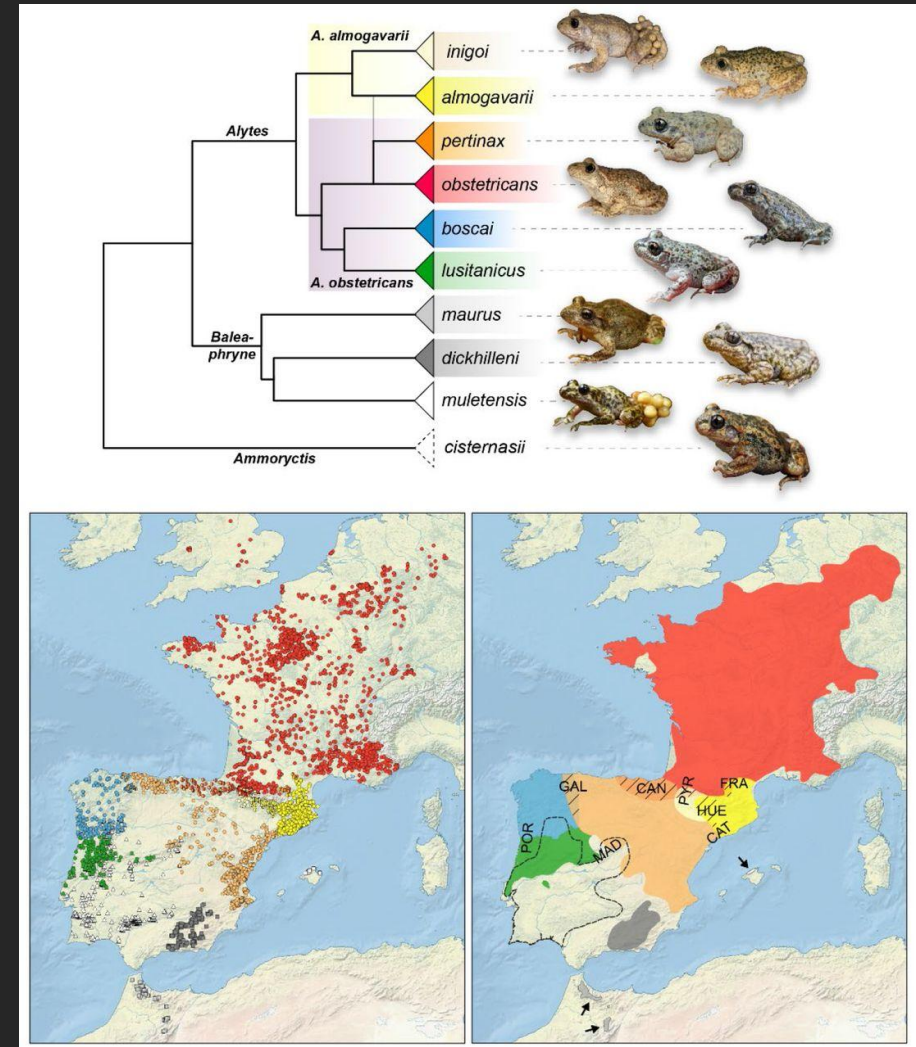 A. almogavarii
inigoi
almogavarii
Alytes
pertinax
obstetricans
boscai
lusitanicus
A. obstetricans
maurus
Balea-
phryne
dickhilleni
muletensis
cisternasii
Ammoryctis
GAL
CAN
PYR
FRA
HUE
CAT
POR
MAD